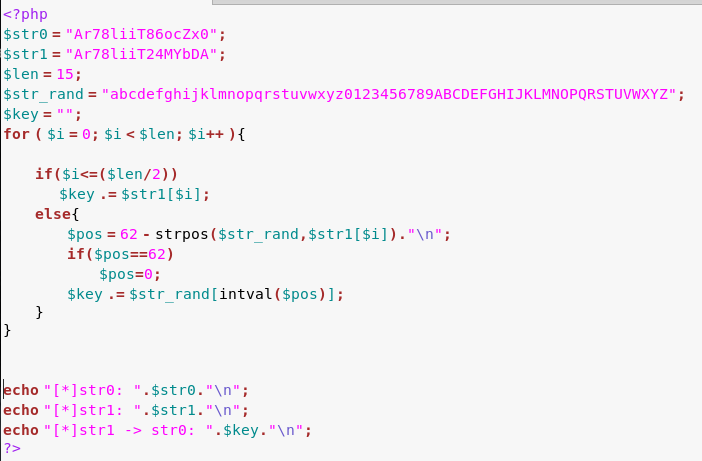 <?php
$str0 = "Ar78liiT86ocZx0";
$str1 = "Ar78liiT24MYbDA";
$len = 15;
$str_rand = "abcdefghijklmnopqrstuvwxyz0123456789ABCDEFGHIJKLMNOPQRSTUVWXYZ";
$key = "";
for ( $i = 0; $i < $len; $i++ ){
if($i<=($len/2))
$key .= $str1[$i];
else{
$pos = 62 - strpos($str_rand,$str1[$i])."\n";
if($pos==62)
$pos=0;
$key .= $str_rand[intval($pos)];
}
}
echo "[*]str0: ".$str0."\n";
echo "[*]str1: ".$str1."\n";
echo "[*]str1 -> str0: ".$key."\n";
?>